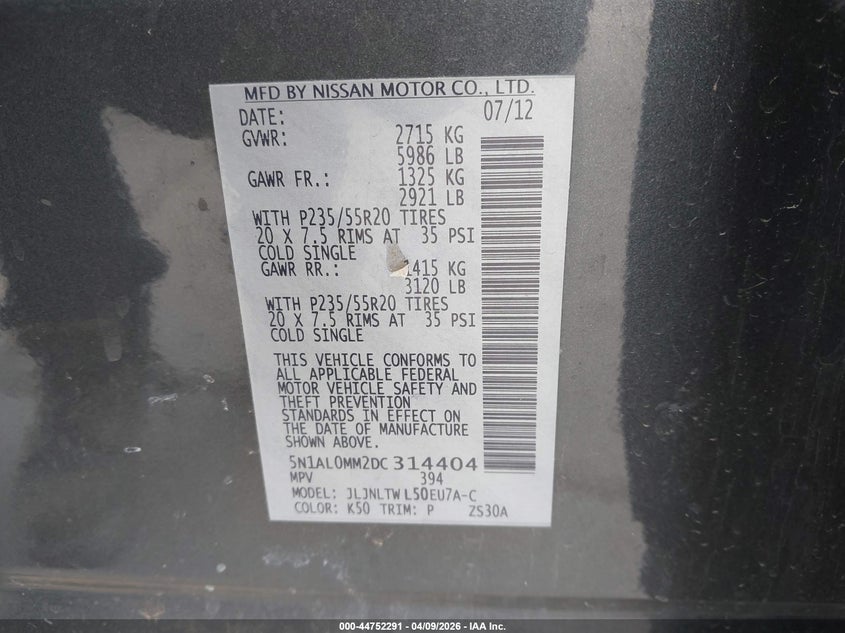 MFD BY NISSAN MOTOR CO., LTD.
DATE: 07/12
GVWR: 2715 KG
5986 LB
GAWR FR.: 1325 KG
2921 LB
WITH P235/55R20 TIRES
20 X 7.5 RIMS AT 35 PSI
COLD SINGLE
GAWR RR.: 1415 KG
3120 LB
WITH P235/55R20 TIRES
20 X 7.5 RIMS AT 35 PSI
COLD SINGLE
THIS VEHICLE CONFORMS TO
ALL APPLICABLE FEDERAL
MOTOR VEHICLE SAFETY AND
THEFT PREVENTION
STANDARDS IN EFFECT ON
THE DATE OF MANUFACTURE
SHOWN ABOVE.
5N1AL0MM2DC314404
MPV 394
MODEL: JLJNLTWL50EU7A-C
COLOR: K50 TRIM: P ZS30A
000-44752291 - 04/09/2026 - IAA Inc.